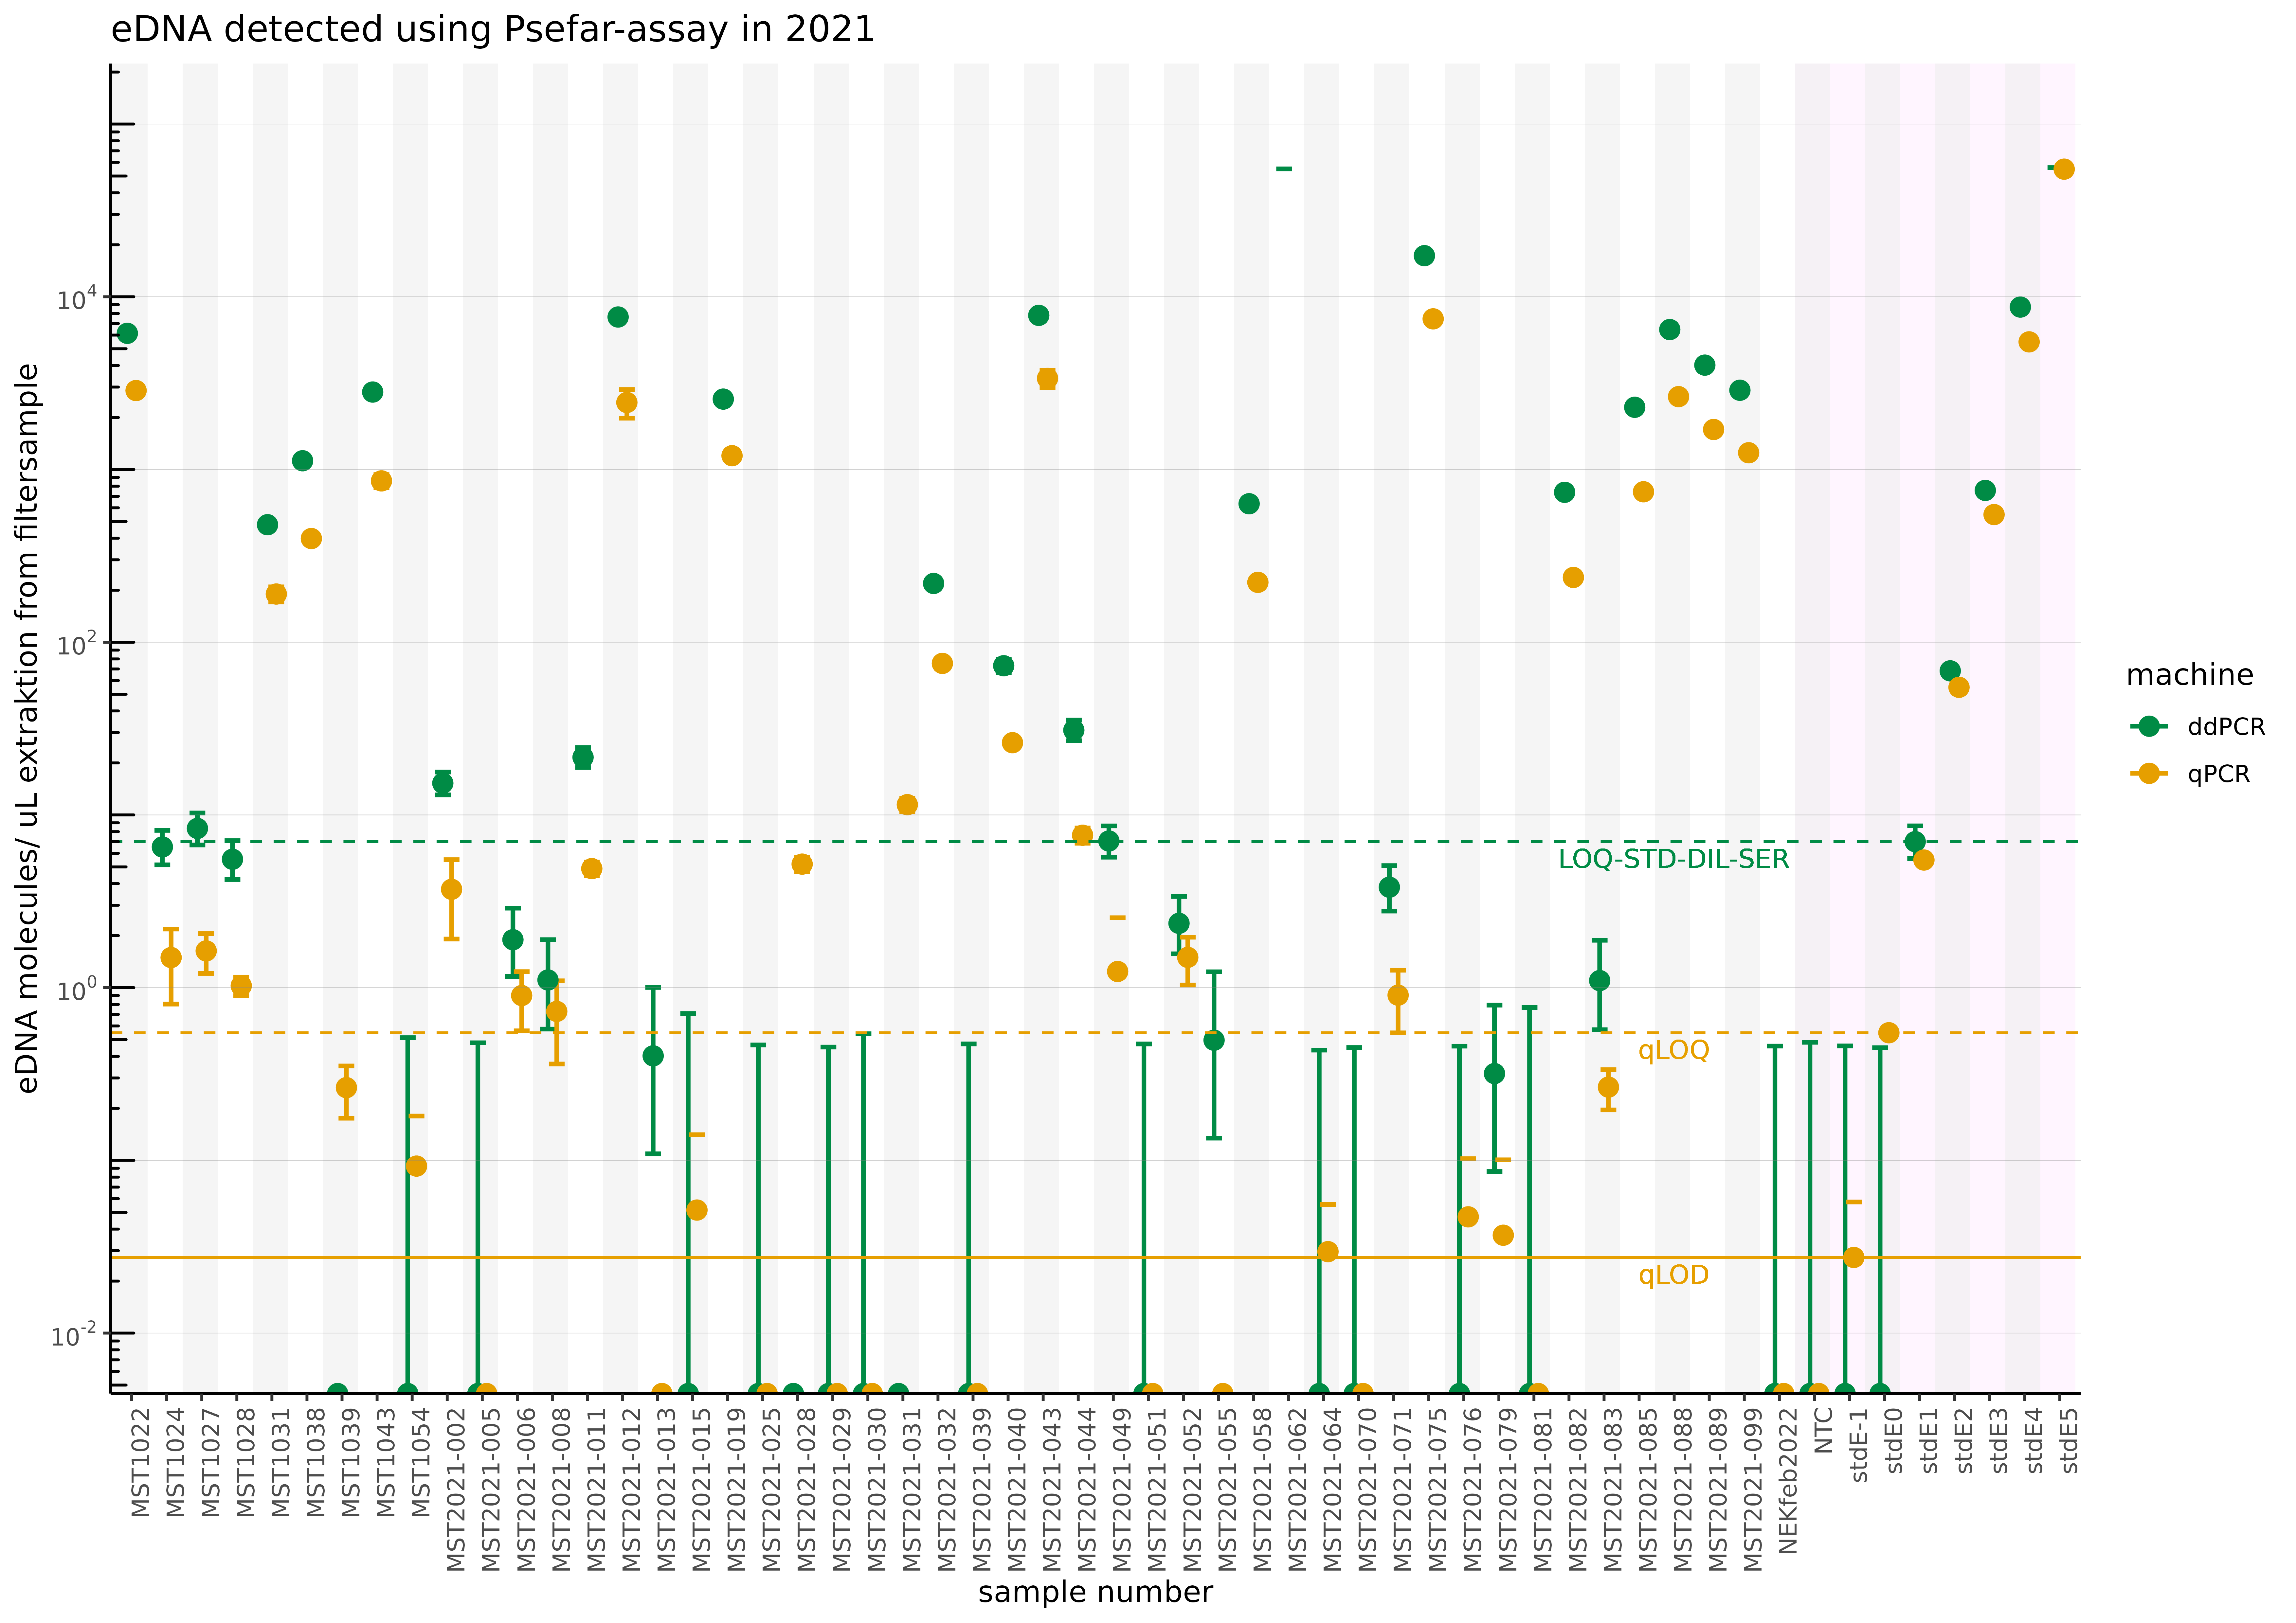 eDNA detected using Psefar-assay in 2021
eDNA molecules/ uL extraktion from filtersample
10^4
10^2
10^0
10^-2
LOQ-STD-DIL-SER
qLOQ
qLOD
machine
ddPCR
qPCR
MST1022
MST1024
MST1027
MST1028
MST1031
MST1038
MST1039
MST1043
MST1054
MST2021-002
MST2021-005
MST2021-006
MST2021-008
MST2021-011
MST2021-012
MST2021-013
MST2021-015
MST2021-019
MST2021-025
MST2021-028
MST2021-029
MST2021-030
MST2021-031
MST2021-032
MST2021-039
MST2021-040
MST2021-043
MST2021-044
MST2021-049
MST2021-051
MST2021-052
MST2021-055
MST2021-058
MST2021-062
MST2021-064
MST2021-070
MST2021-071
MST2021-075
MST2021-076
MST2021-079
MST2021-081
MST2021-082
MST2021-083
MST2021-085
MST2021-088
MST2021-089
MST2021-099
NEKfeb2022
NTC
stdE-1
stdE0
stdE1
stdE2
stdE3
stdE4
stdE5
sample number